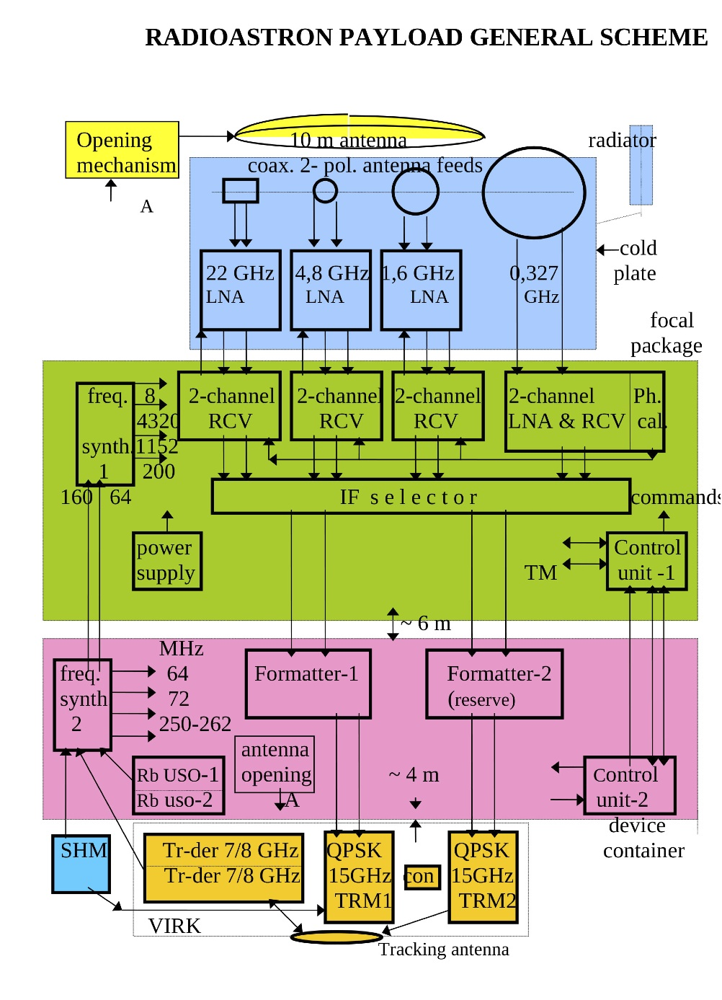 RADIOASTRON PAYLOAD GENERAL SCHEME
Opening
mechanism
A
10 m antenna
coax. 2- pol. antenna feeds
radiator
cold
plate
22 GHz
LNA
4,8 GHz
LNA
1,6 GHz
LNA
0,327
GHz
focal
package
freq.
synth.
1
8
4320
1152
200
160
64
2-channel
RCV
2-channel
RCV
2-channel
RCV
2-channel
LNA & RCV
Ph.
cal.
IF s e l e c t o r
commands
power
supply
TM
Control
unit -1
~ 6 m
MHz
freq.
synth
2
64
72
250-262
Formatter-1
Formatter-2
(reserve)
antenna
opening
A
Rb USO-1
Rb uso-2
~ 4 m
Control
unit-2
device
container
SHM
Tr-der 7/8 GHz
Tr-der 7/8 GHz
QPSK
15GHz
TRM1
con
QPSK
15GHz
TRM2
VIRK
Tracking antenna